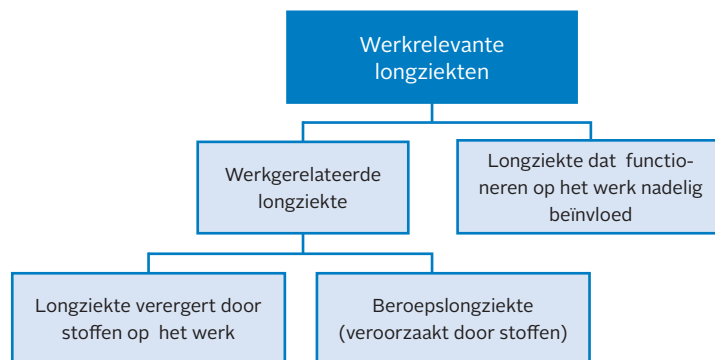 Werkrelevante
longziekten
Werkgerelateerde
longziekte
Longziekte dat functio-
neren op het werk nadelig
beïnvloed
Longziekte verergert door
stoffen op het werk
Beroepslongziekte
(veroorzaakt door stoffen)